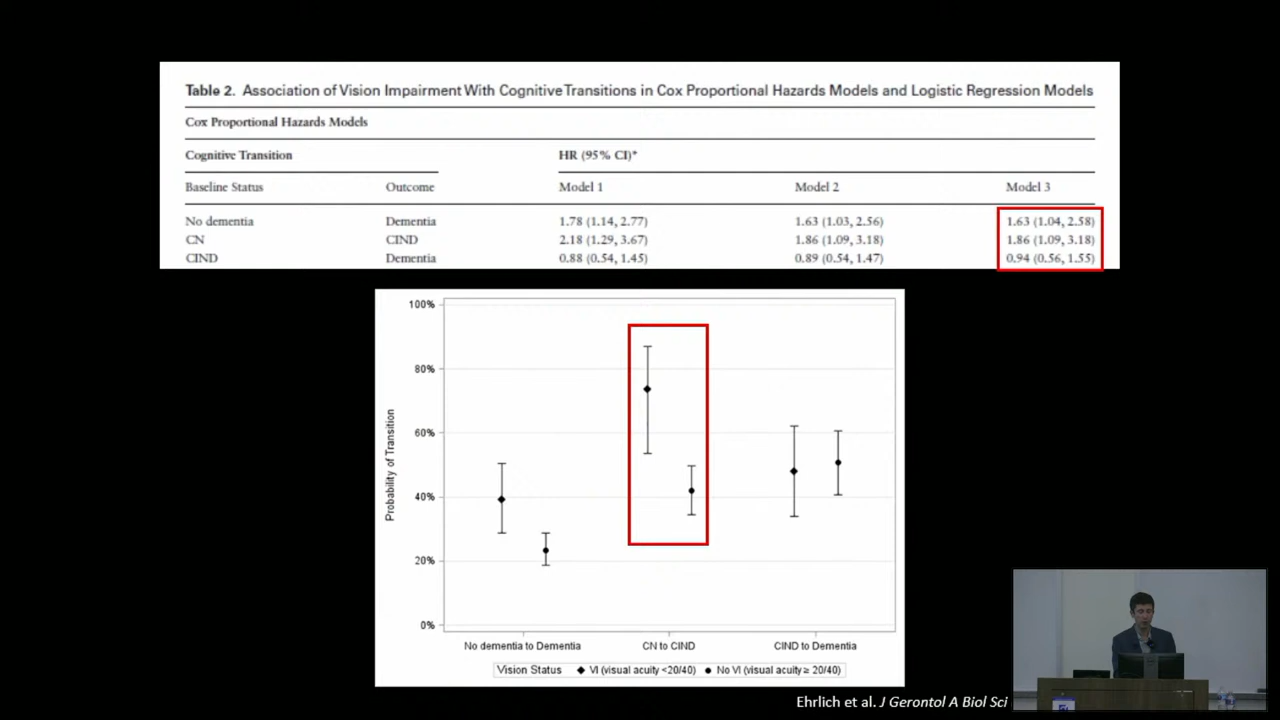 Table 2. Association of Vision Impairment With Cognitive Transitions in Cox Proportional Hazards Models and Logistic Regression Models
Cox Proportional Hazards Models
Cognitive Transition HR (95% CI)*
Baseline Status Outcome Model 1 Model 2 Model 3
No dementia Dementia 1.78 (1.14, 2.77) 1.63 (1.03, 2.56) 1.63 (1.04, 2.58)
CN CIND 2.18 (1.29, 3.67) 1.86 (1.09, 3.18) 1.86 (1.09, 3.18)
CIND Dementia 0.88 (0.54, 1.45) 0.89 (0.54, 1.47) 0.94 (0.56, 1.55)
100%
80%
60%
40%
20%
0%
Probability of Transition
No dementia to Dementia CN to CIND CIND to Dementia
Vision Status VI (visual acuity <20/40) No VI (visual acuity ≥ 20/40)
Ehrlich et al. J Gerontol A Biol Sci